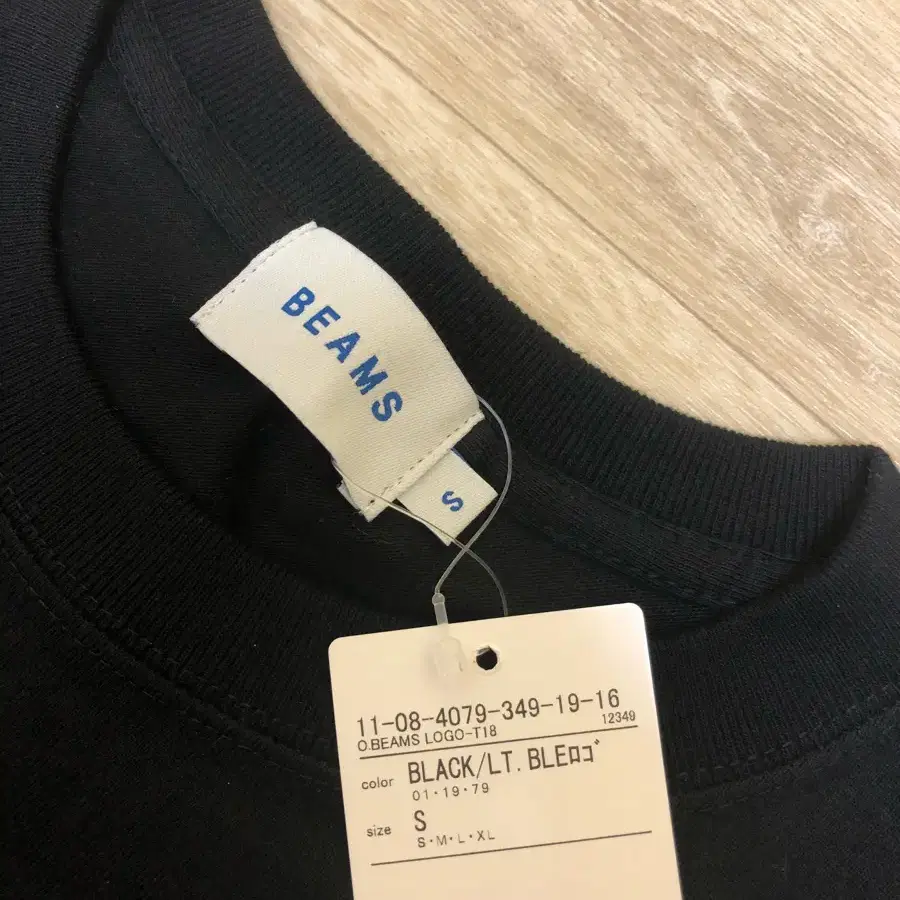 BEAMS
S
11-08-4079-349-19-16
O.BEAMS LOGO-T18 12349
color BLACK/LT. BLEﾛｺﾞ
01・19・79
size S
S・M・L・XL